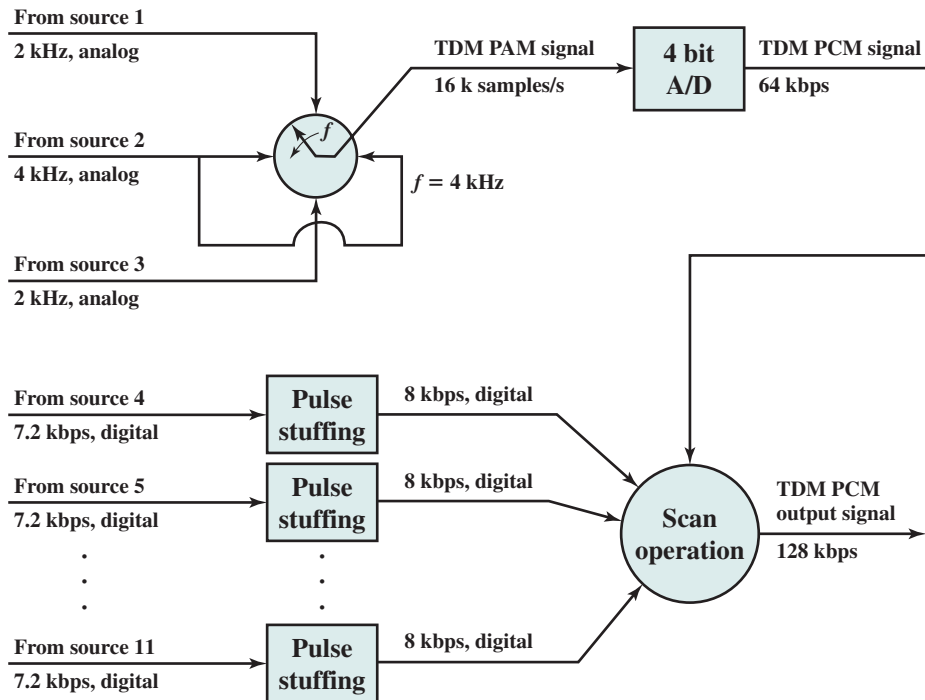 From source 1
2 kHz, analog
TDM PAM signal
16 k samples/s
4 bit
A/D
TDM PCM signal
64 kbps
f
From source 2
4 kHz, analog
f = 4 kHz
From source 3
2 kHz, analog
From source 4
7.2 kbps, digital
Pulse
stuffing
8 kbps, digital
From source 5
7.2 kbps, digital
Pulse
stuffing
8 kbps, digital
Scan
operation
TDM PCM
output signal
128 kbps
From source 11
7.2 kbps, digital
Pulse
stuffing
8 kbps, digital